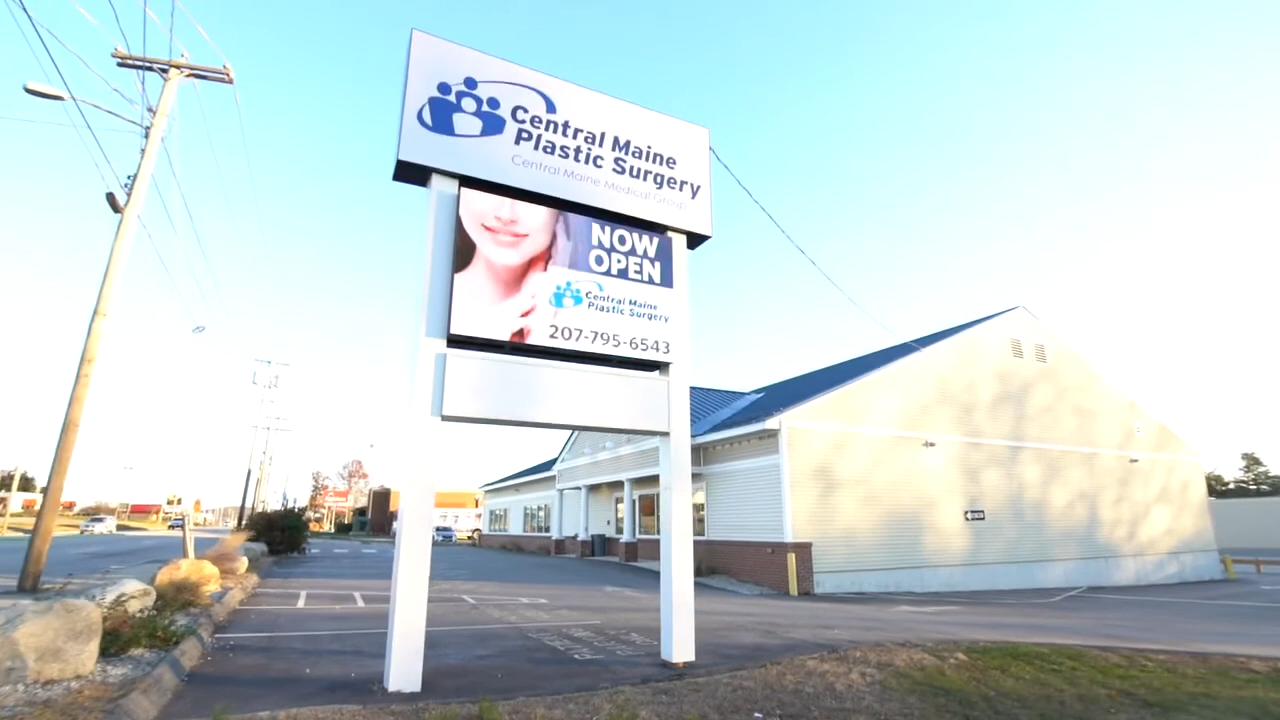 Central Maine
Plastic Surgery
Central Maine Medical Group
NOW
OPEN
Central Maine
Plastic Surgery
207-795-6543